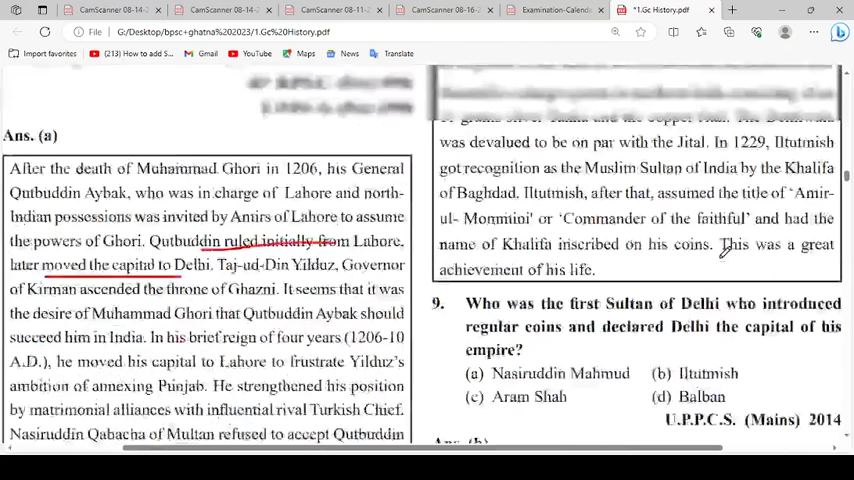 CamScanner 08-14-
CamScanner 08-14-
CamScanner 08-11-
CamScanner 08-16-
Examination-Calend
*1.Gc History.pdf
File
G:/Desktop/bpsc+ghatna%202023/1.Gc%20History.pdf
Import favorites
(213) How to add S...
Gmail
YouTube
Maps
News
Translate
Ans. (a)
After the death of Muhammad Ghori in 1206, his General
Qutbuddin Aybak, who was in charge of Lahore and north-
Indian possessions was invited by Amirs of Lahore to assume
the powers of Ghori. Qutbuddin ruled initially from Lahore,
later moved the capital to Delhi. Taj-ud-Din Yilduz, Governor
of Kirman ascended the throne of Ghazni. It seems that it was
the desire of Muhammad Ghori that Qutbuddin Aybak should
succeed him in India. In his brief reign of four years (1206-10
A.D.), he moved his capital to Lahore to frustrate Yilduz's
ambition of annexing Punjab. He strengthened his position
by matrimonial alliances with influential rival Turkish Chief.
Nasiruddin Qabacha of Multan refused to accept Qutbuddin
was devalued to be on par with the Jital. In 1229, Iltutmish
got recognition as the Muslim Sultan of India by the Khalifa
of Baghdad. Iltutmish, after that, assumed the title of 'Amir-
ul- Mommini' or 'Commander of the faithful' and had the
name of Khalifa inscribed on his coins. This was a great
achievement of his life.
9. Who was the first Sultan of Delhi who introduced
regular coins and declared Delhi the capital of his
empire?
(a) Nasiruddin Mahmud (b) Iltutmish
(c) Aram Shah (d) Balban
U.P.P.C.S. (Mains) 2014
Ans. (b)